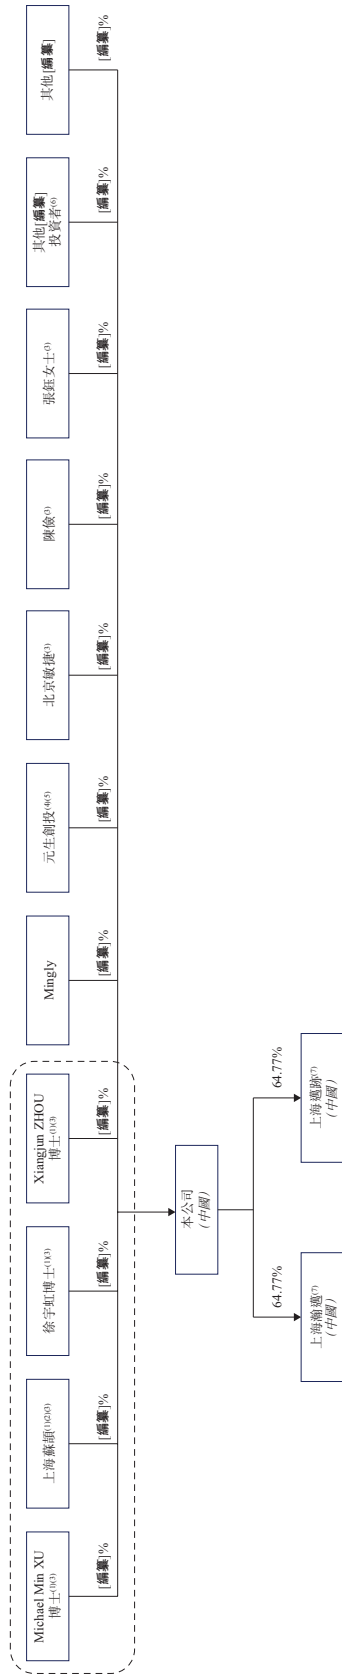 Michael Min XU
博士⁽¹⁾⁽³⁾
上海蘇頡⁽¹⁾⁽²⁾⁽³⁾
徐宇虹博士⁽¹⁾⁽³⁾
Xiangjun ZHOU
博士⁽¹⁾⁽³⁾
Mingly
元生創投⁽⁴⁾⁽⁵⁾
北京敏捷⁽³⁾
陳儉⁽³⁾
張鈺女士⁽³⁾
其他[編纂]
投資者⁽⁶⁾
其他[編纂]
[編纂]%
[編纂]%
[編纂]%
[編纂]%
[編纂]%
[編纂]%
[編纂]%
[編纂]%
[編纂]%
[編纂]%
[編纂]%
本公司
(中國)
64.77%
64.77%
上海瀚邁⁽⁷⁾
(中國)
上海邁跡⁽⁷⁾
(中國)